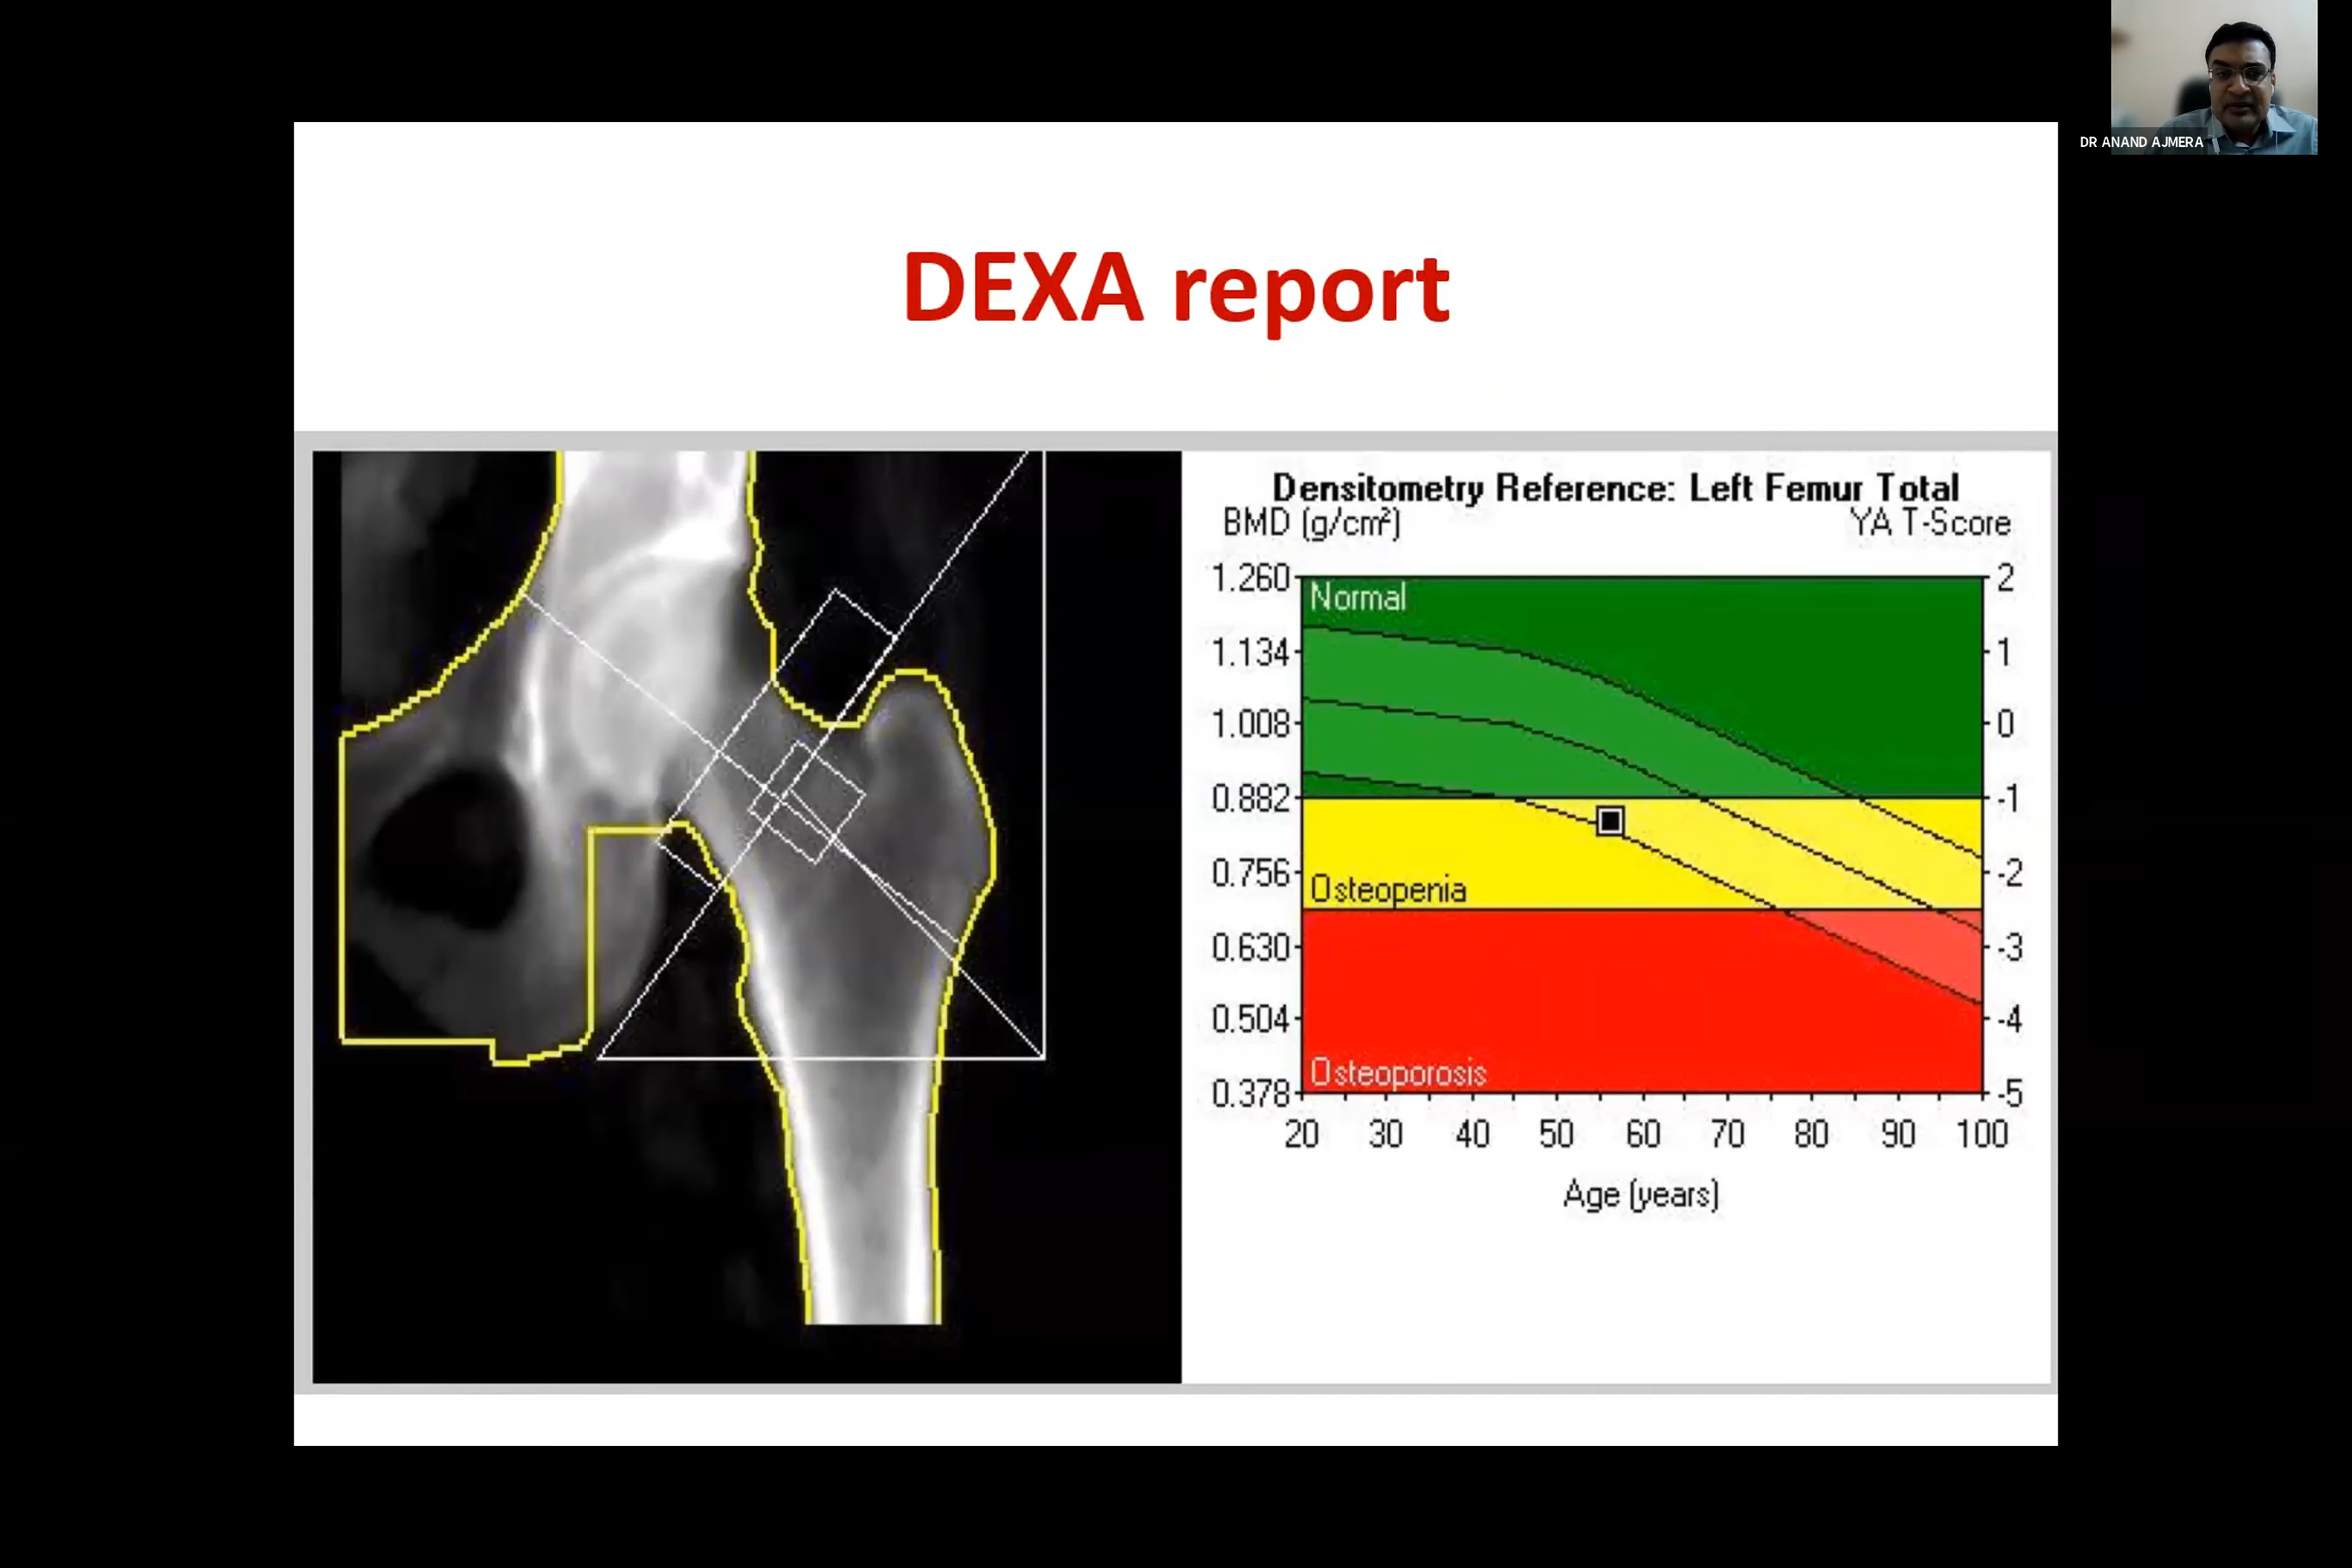 DR ANAND AJMERA
DEXA report
Densitometry Reference: Left Femur Total
BMD (g/cm²) YA T-Score
1.260 Normal 2
1.134 1
1.008 0
0.882 -1
0.756 -2
Osteopenia
0.630 -3
0.504 -4
Osteoporosis
0.378 -5
20 30 40 50 60 70 80 90 100
Age (years)